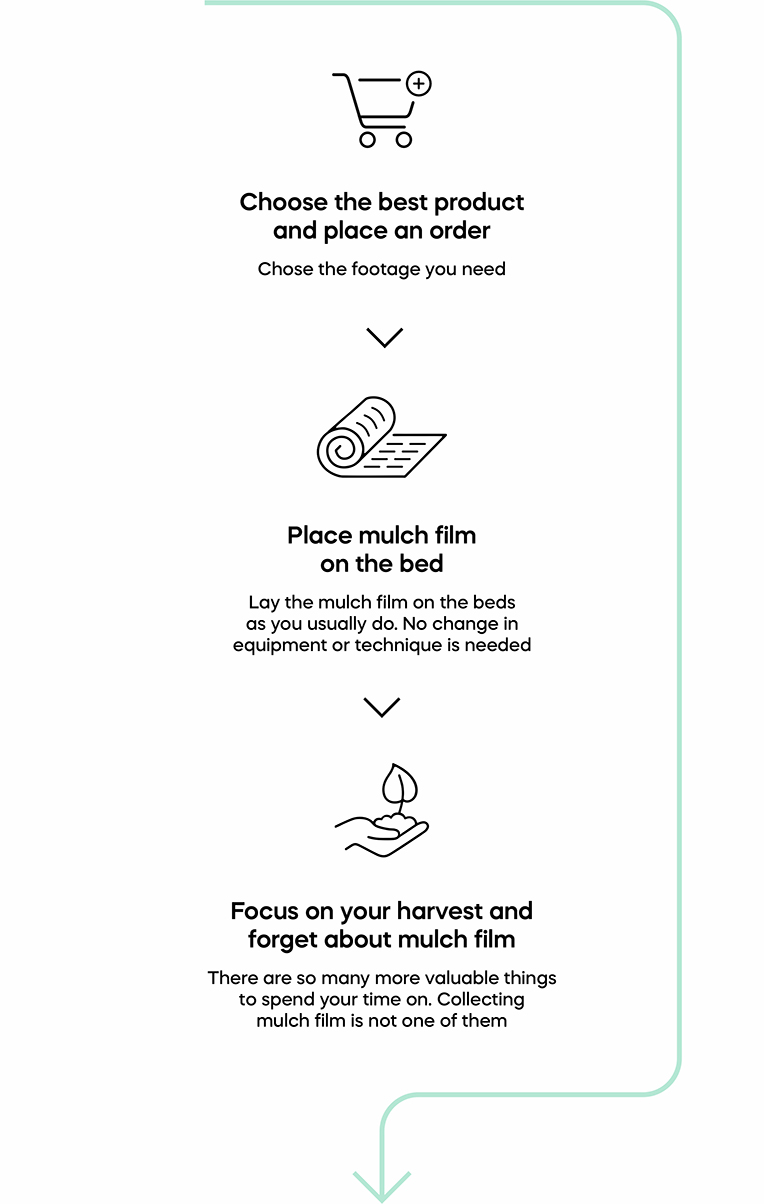 Choose the best product
and place an order
Chose the footage you need
Place mulch film
on the bed
Lay the mulch film on the beds
as you usually do. No change in
equipment or technique is needed
Focus on your harvest and
forget about mulch film
There are so many more valuable things
to spend your time on. Collecting
mulch film is not one of them